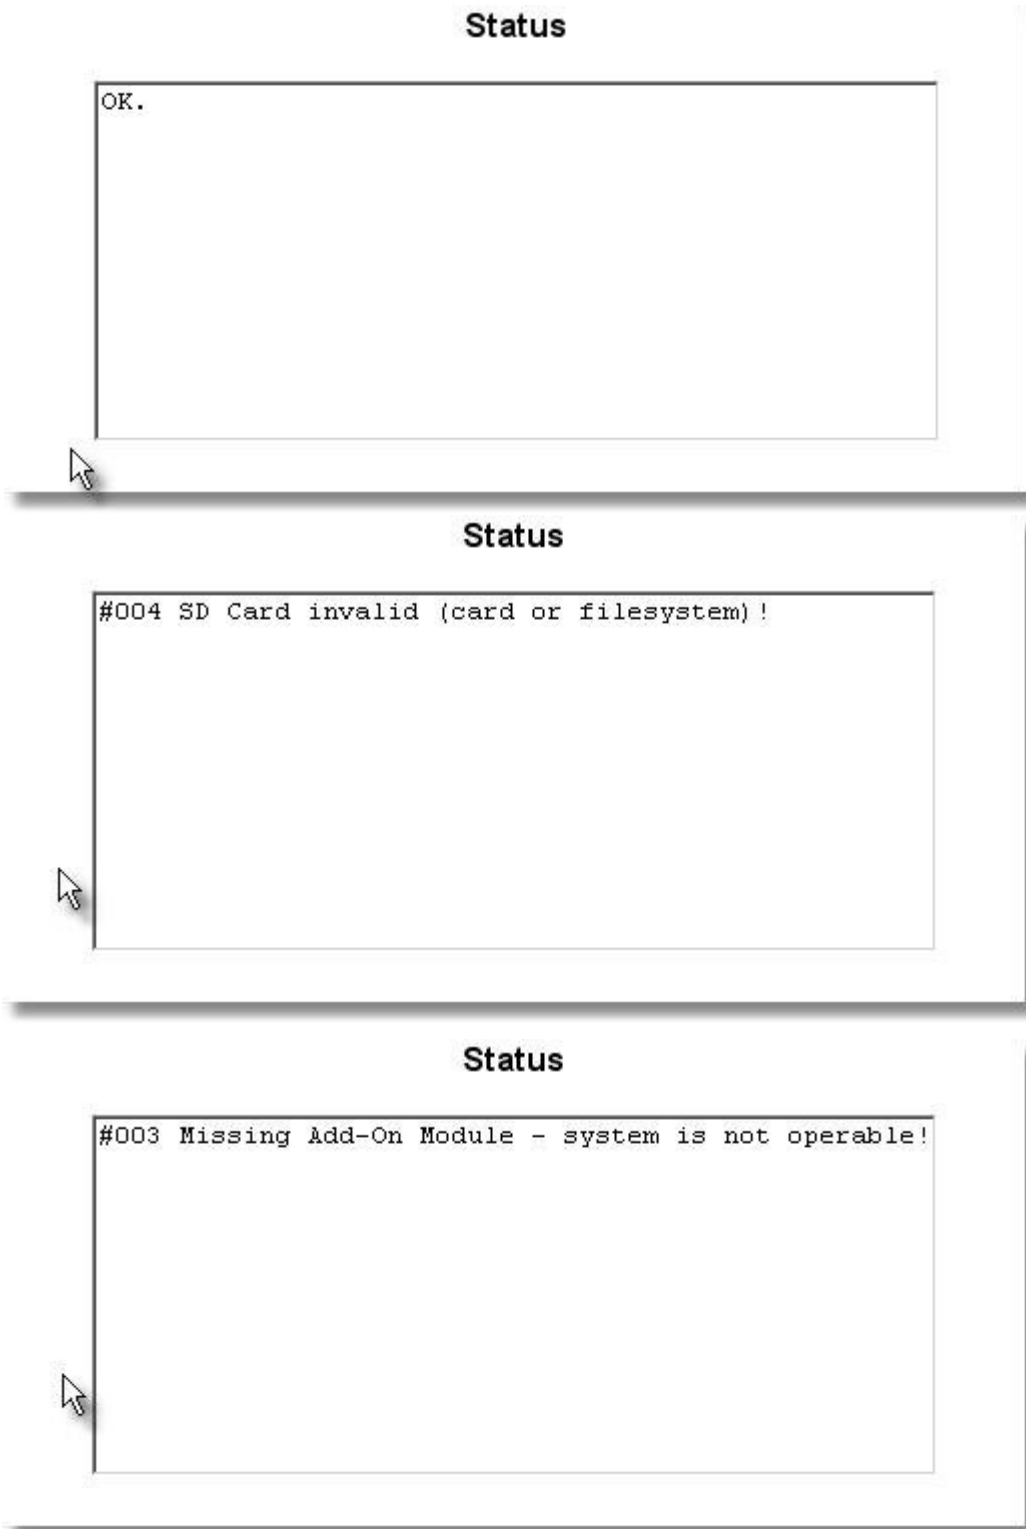 Status
OK.
Status
#004 SD Card invalid (card or filesystem)!
Status
#003 Missing Add-On Module - system is not operable!